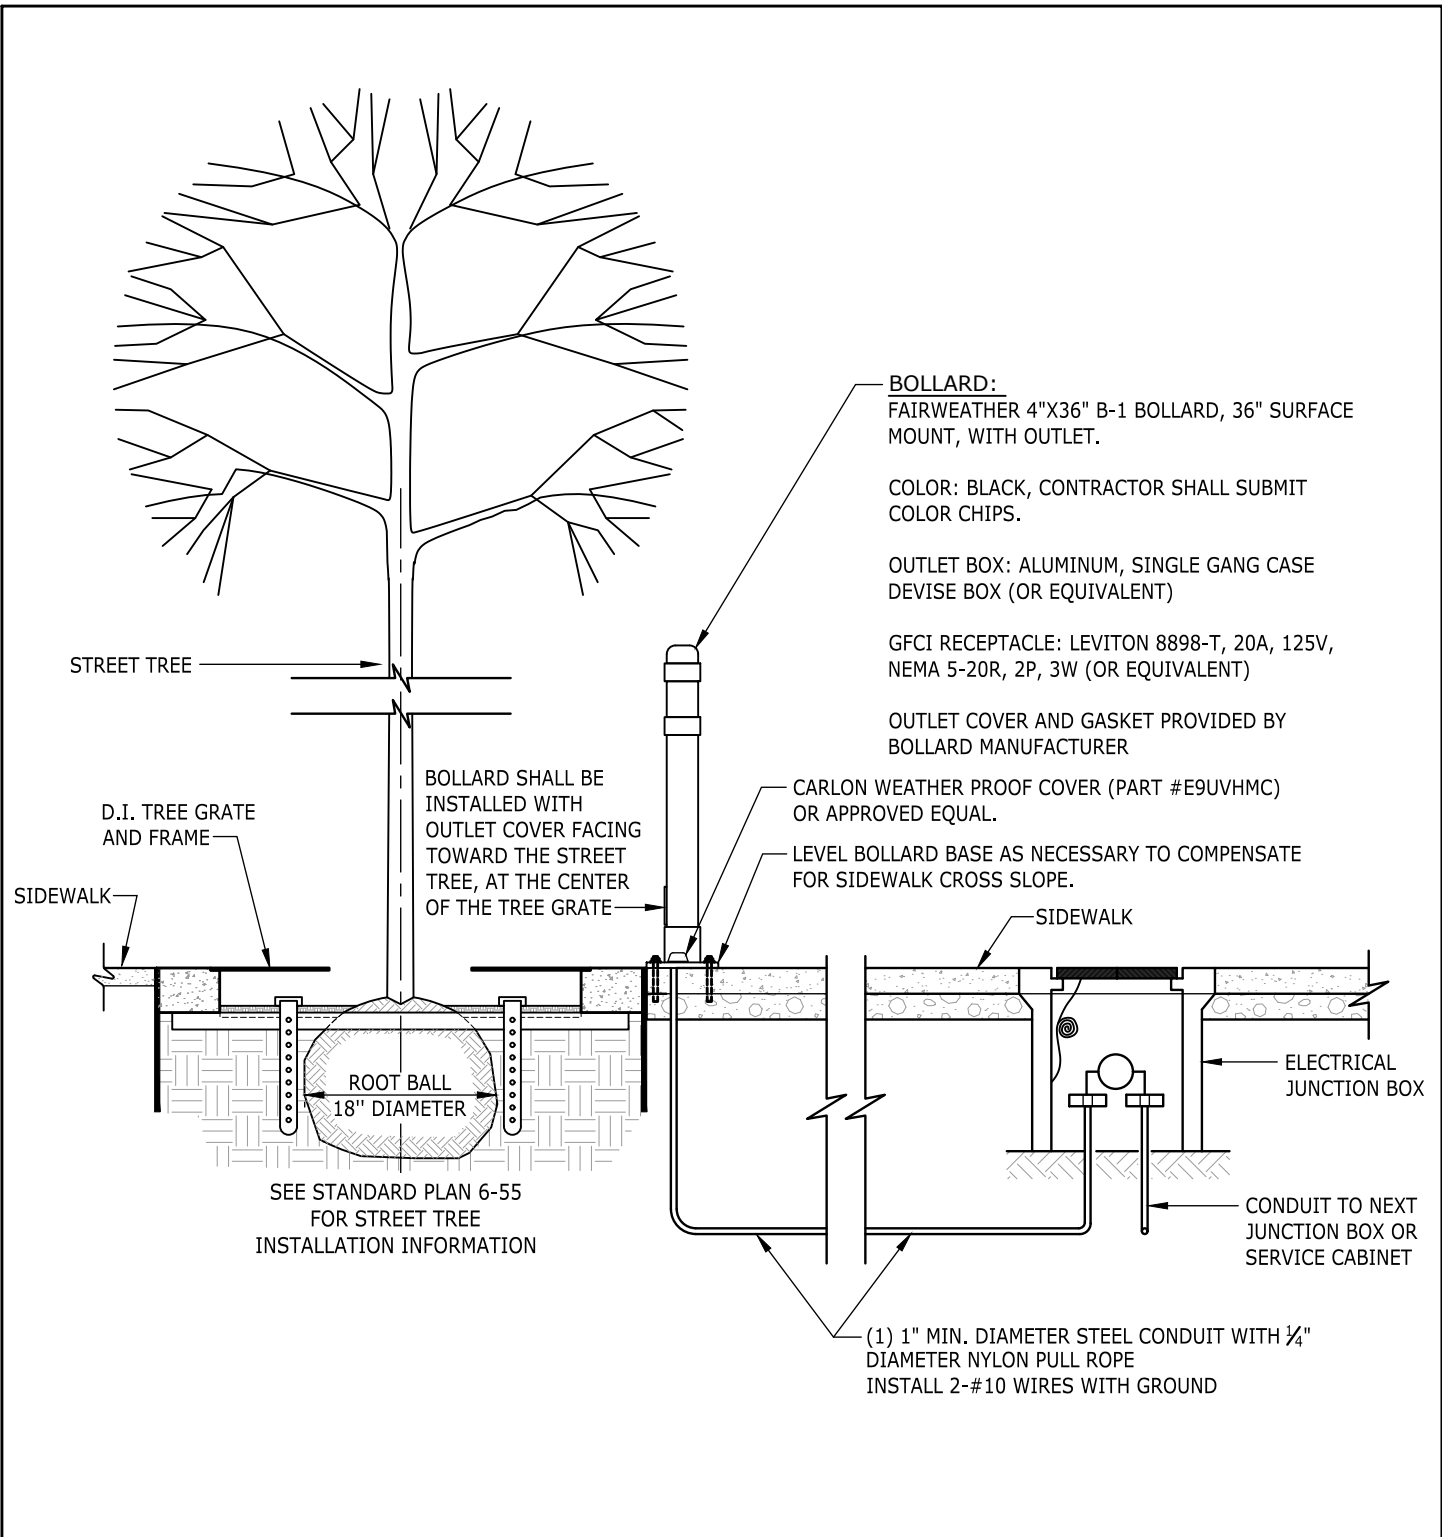 BOLLARD:
FAIRWEATHER 4"X36" B-1 BOLLARD, 36" SURFACE
MOUNT, WITH OUTLET.
COLOR: BLACK, CONTRACTOR SHALL SUBMIT
COLOR CHIPS.
OUTLET BOX: ALUMINUM, SINGLE GANG CASE
DEVISE BOX (OR EQUIVALENT)
GFCI RECEPTACLE: LEVITON 8898-T, 20A, 125V,
NEMA 5-20R, 2P, 3W (OR EQUIVALENT)
OUTLET COVER AND GASKET PROVIDED BY
BOLLARD MANUFACTURER
STREET TREE
BOLLARD SHALL BE
INSTALLED WITH
OUTLET COVER FACING
TOWARD THE STREET
TREE, AT THE CENTER
OF THE TREE GRATE
CARLON WEATHER PROOF COVER (PART #E9UVHMC)
OR APPROVED EQUAL.
D.I. TREE GRATE
AND FRAME
LEVEL BOLLARD BASE AS NECESSARY TO COMPENSATE
FOR SIDEWALK CROSS SLOPE.
SIDEWALK
SIDEWALK
ROOT BALL
18" DIAMETER
ELECTRICAL
JUNCTION BOX
SEE STANDARD PLAN 6-55
FOR STREET TREE
INSTALLATION INFORMATION
CONDUIT TO NEXT
JUNCTION BOX OR
SERVICE CABINET
(1) 1" MIN. DIAMETER STEEL CONDUIT WITH 1/4"
DIAMETER NYLON PULL ROPE
INSTALL 2-#10 WIRES WITH GROUND